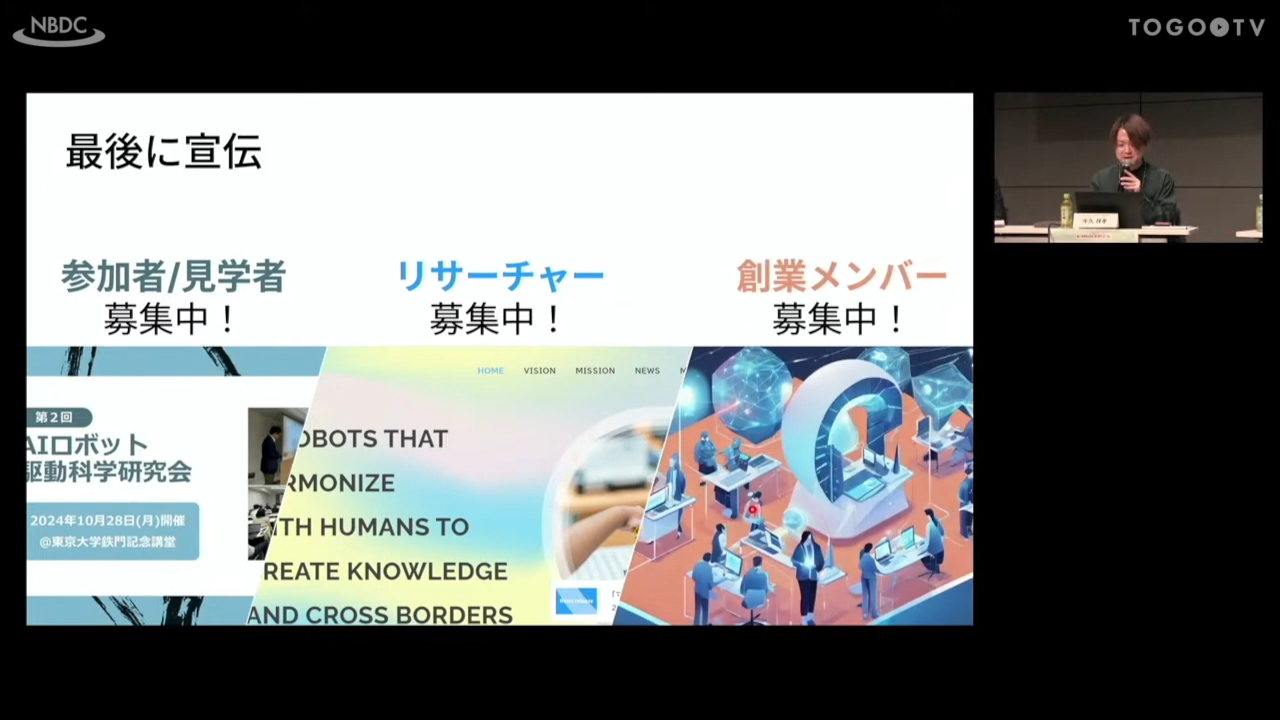 NBDC
TOGOTV
最後に宣伝
参加者/見学者
募集中！
リサーチャー
募集中！
創業メンバー
募集中！
第２回
AIロボット
駆動科学研究会
2024年10月28日(月)開催
@東京大学鉄門記念講堂
HOME VISION MISSION NEWS M
OBOTS THAT
RMONIZE
TH HUMANS TO
REATE KNOWLEDGE
AND CROSS BORDERS